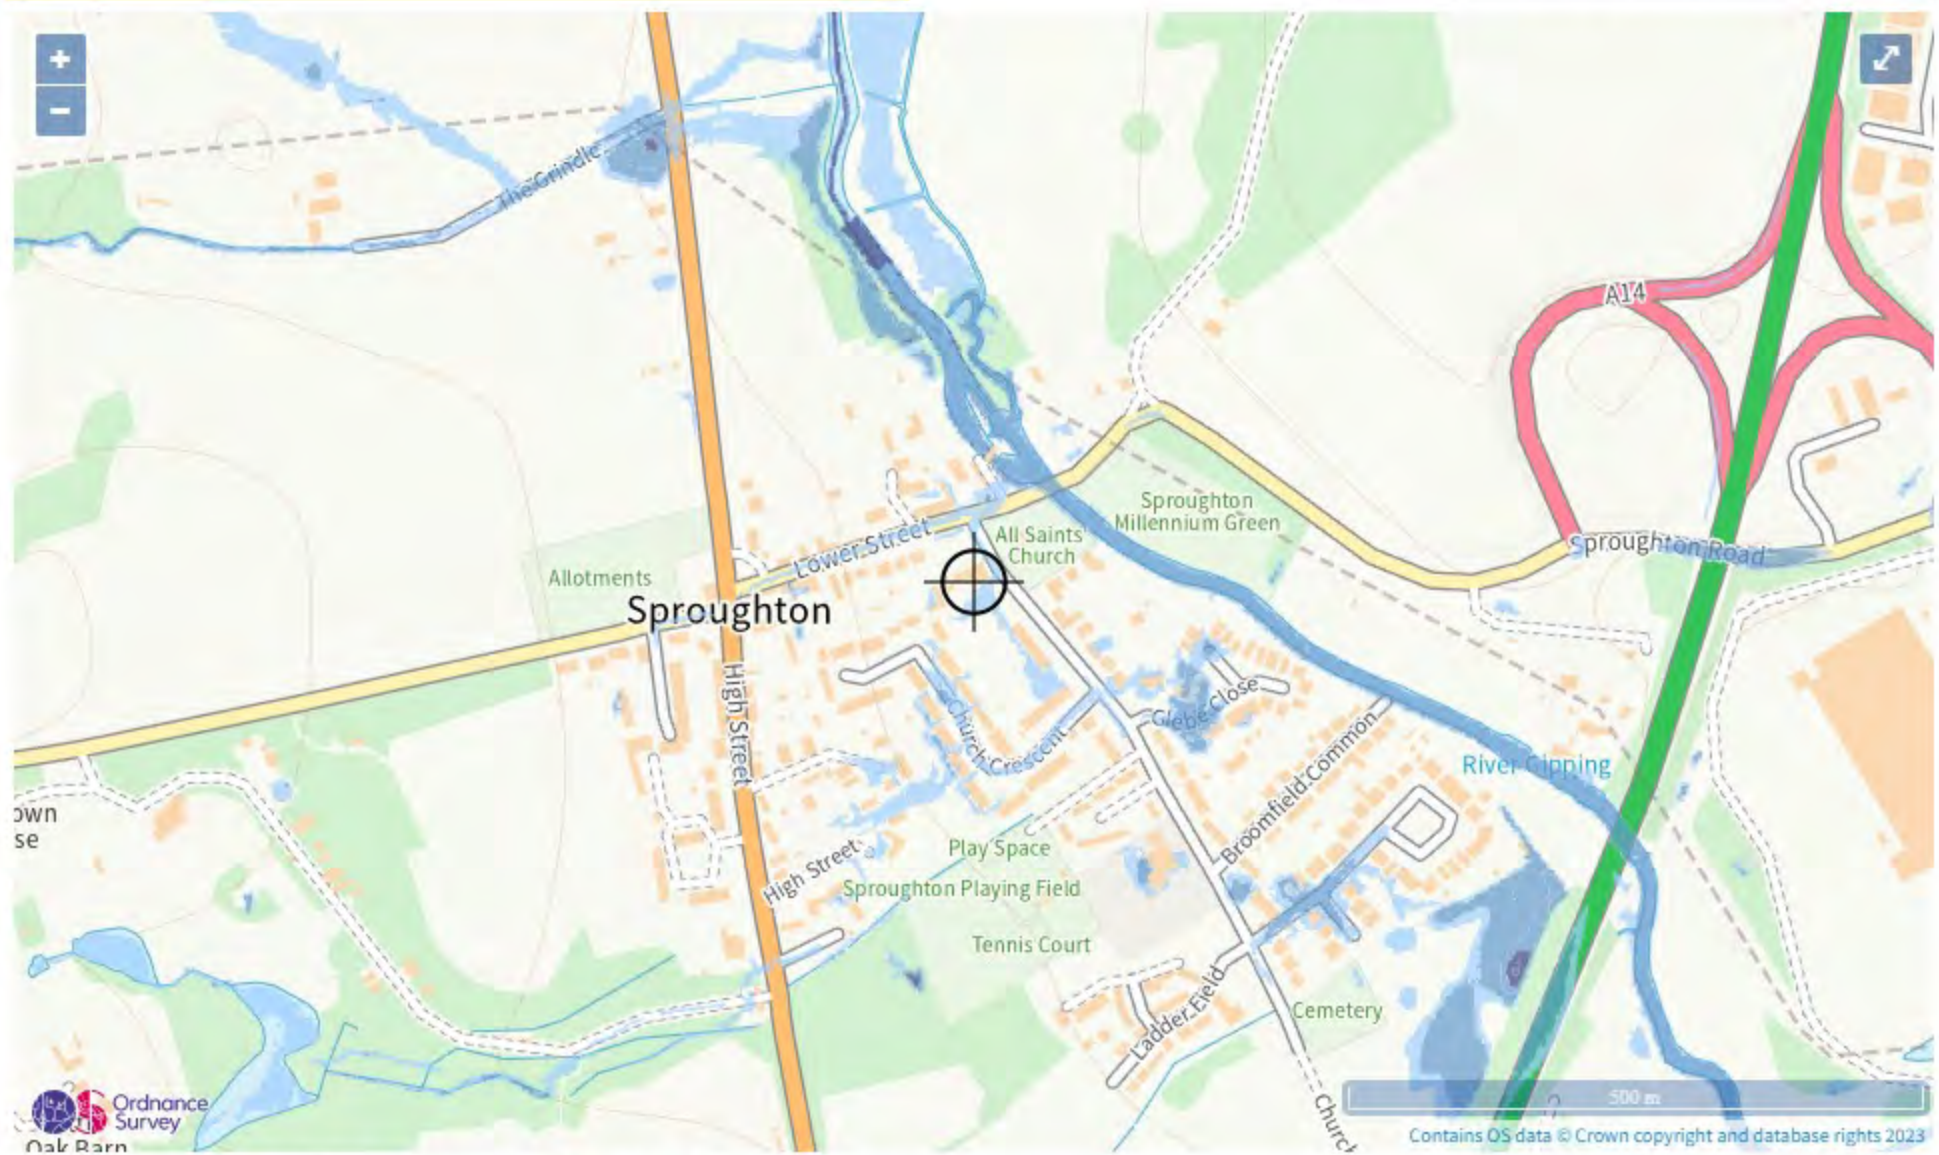 +
-
The Grindle
A14
Sproughton
Millennium Green
All Saints'
Church
Lower Street
Sproughton Road
Allotments
Sproughton
High Street
Church Crescent
Glebe Close
River Gipping
Broomfield Common
own
se
Play Space
High Street
Sproughton Playing Field
Tennis Court
Ladder Field
Cemetery
Ordnance
Survey
500 m
Church
Oak Barn
Contains OS data © Crown copyright and database rights 2023